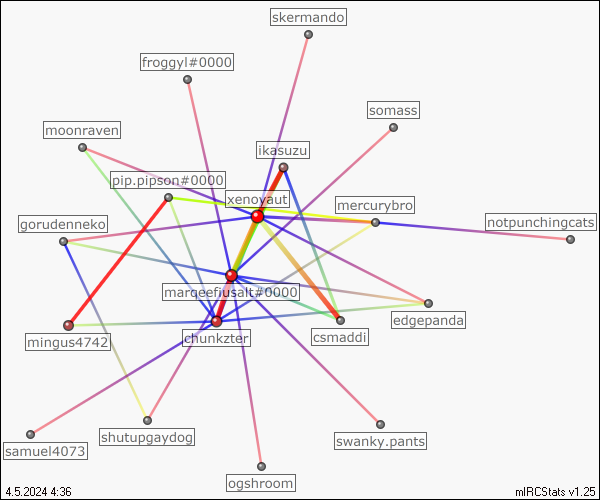 skermando
froggyl#0000
somass
moonraven
ikasuzu
pip.pipson#0000
xenoyaut
mercurybro
gorudenneko
notpunchingcats
marqeefiusalt#0000
edgepanda
mingus4742
chunkzter
csmaddi
samuel4073
shutupgaydog
swanky.pants
ogshroom
4.5.2024 4:36
mIRCStats v1.25